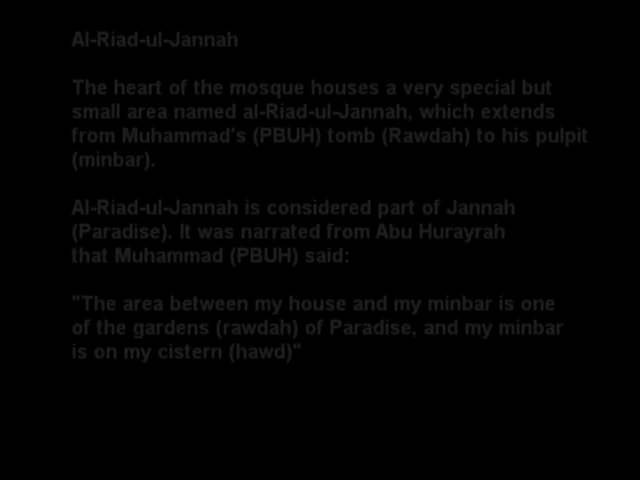 Al-Riad-ul-Jannah
The heart of the mosque houses a very special but
small area named al-Riad-ul-Jannah, which extends
from Muhammad's (PBUH) tomb (Rawdah) to his pulpit
(minbar).
Al-Riad-ul-Jannah is considered part of Jannah
(Paradise). It was narrated from Abu Hurayrah
that Muhammad (PBUH) said:
"The area between my house and my minbar is one
of the gardens (rawdah) of Paradise, and my minbar
is on my cistern (hawd)"